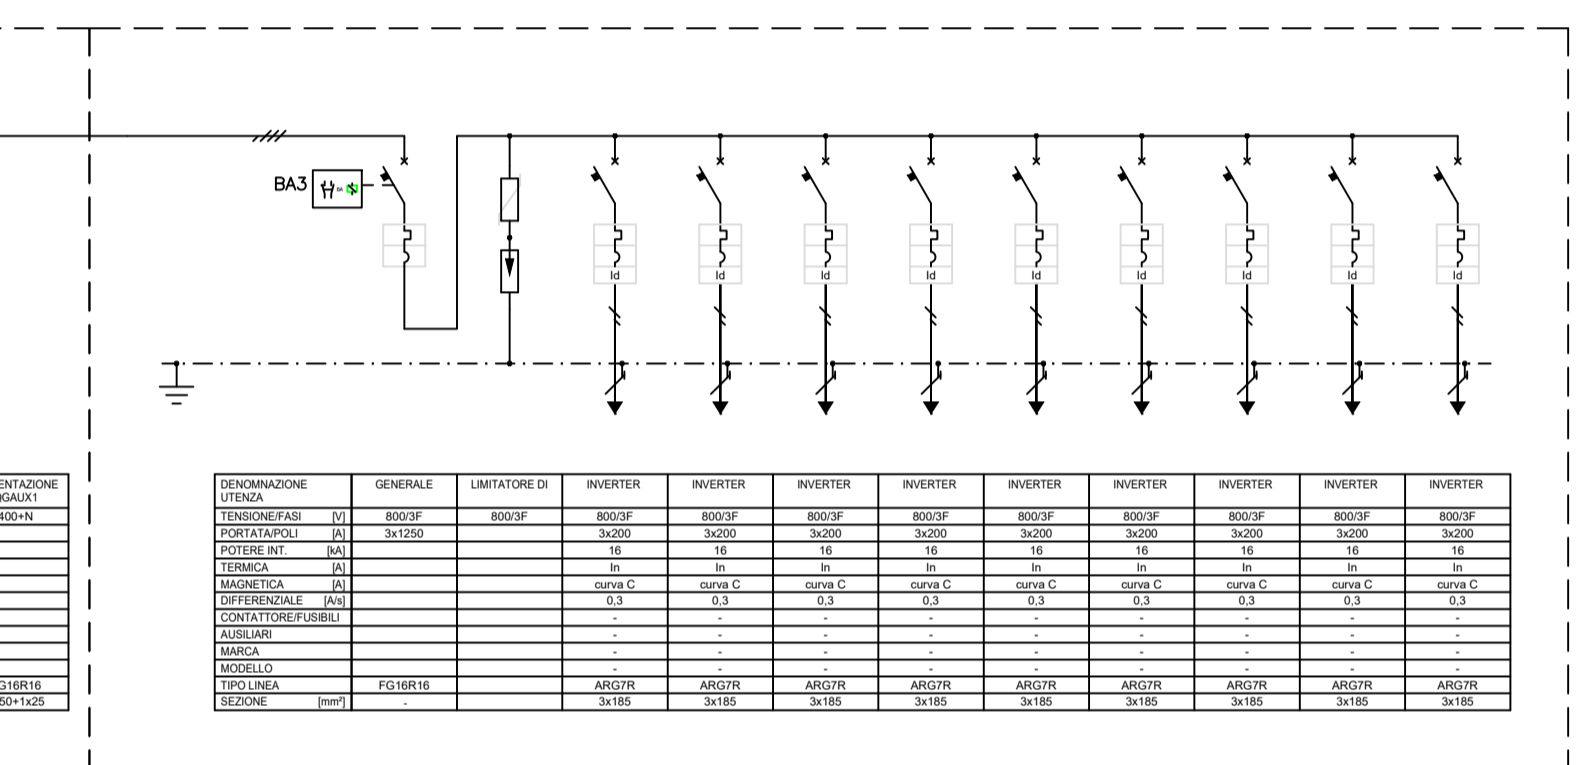 BA3
BA
Id Id Id Id Id Id Id Id Id
ENTAZIONE
QGAUX1
400+N
G16R16
50+1x25
DENOMNAZIONE UTENZA GENERALE LIMITATORE DI INVERTER INVERTER INVERTER INVERTER INVERTER INVERTER INVERTER INVERTER INVERTER
TENSIONE/FASI [V] 800/3F 800/3F 800/3F 800/3F 800/3F 800/3F 800/3F 800/3F 800/3F 800/3F 800/3F
PORTATA/POLI [A] 3x1250 3x200 3x200 3x200 3x200 3x200 3x200 3x200 3x200 3x200
POTERE INT. [kA] 16 16 16 16 16 16 16 16 16
TERMICA [A] In In In In In In In In In
MAGNETICA [A] curva C curva C curva C curva C curva C curva C curva C curva C curva C
DIFFERENZIALE [A/s] 0,3 0,3 0,3 0,3 0,3 0,3 0,3 0,3 0,3
CONTATTORE/FUSIBILI - - - - - - - - -
AUSILIARI - - - - - - - - -
MARCA - - - - - - - - -
MODELLO - - - - - - - - -
TIPO LINEA FG16R16 ARG7R ARG7R ARG7R ARG7R ARG7R ARG7R ARG7R ARG7R ARG7R
SEZIONE [mm²] - 3x185 3x185 3x185 3x185 3x185 3x185 3x185 3x185 3x185